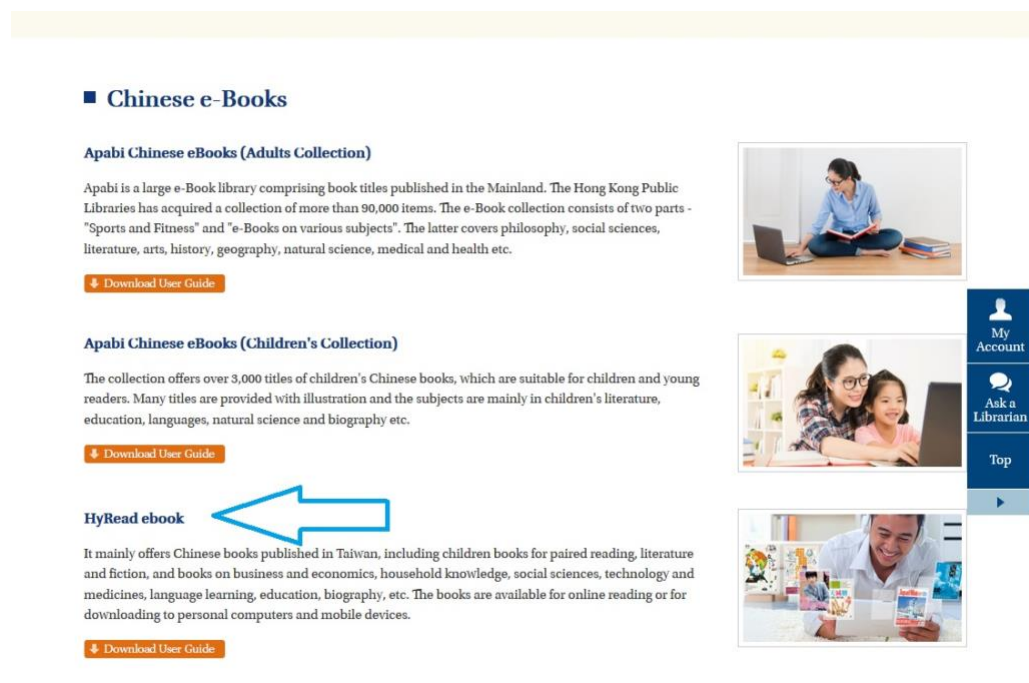 Chinese e-Books
Apabi Chinese eBooks (Adults Collection)
Apabi is a large e-Book library comprising book titles published in the Mainland. The Hong Kong Public
Libraries has acquired a collection of more than 90,000 items. The e-Book collection consists of two parts -
"Sports and Fitness" and "e-Books on various subjects". The latter covers philosophy, social sciences,
literature, arts, history, geography, natural science, medical and health etc.
Download User Guide
Apabi Chinese eBooks (Children's Collection)
The collection offers over 3,000 titles of children's Chinese books, which are suitable for children and young
readers. Many titles are provided with illustration and the subjects are mainly in children's literature,
education, languages, natural science and biography etc.
Download User Guide
HyRead ebook
It mainly offers Chinese books published in Taiwan, including children books for paired reading, literature
and fiction, and books on business and economics, household knowledge, social sciences, technology and
medicines, language learning, education, biography, etc. The books are available for online reading or for
downloading to personal computers and mobile devices.
Download User Guide
My
Account
Ask a
Librarian
Top